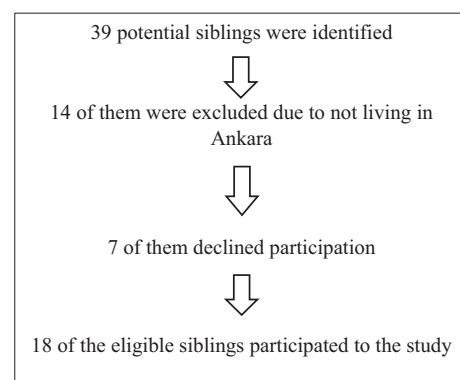 39 potential siblings were identified
14 of them were excluded due to not living in
Ankara
7 of them declined participation
18 of the eligible siblings participated to the study